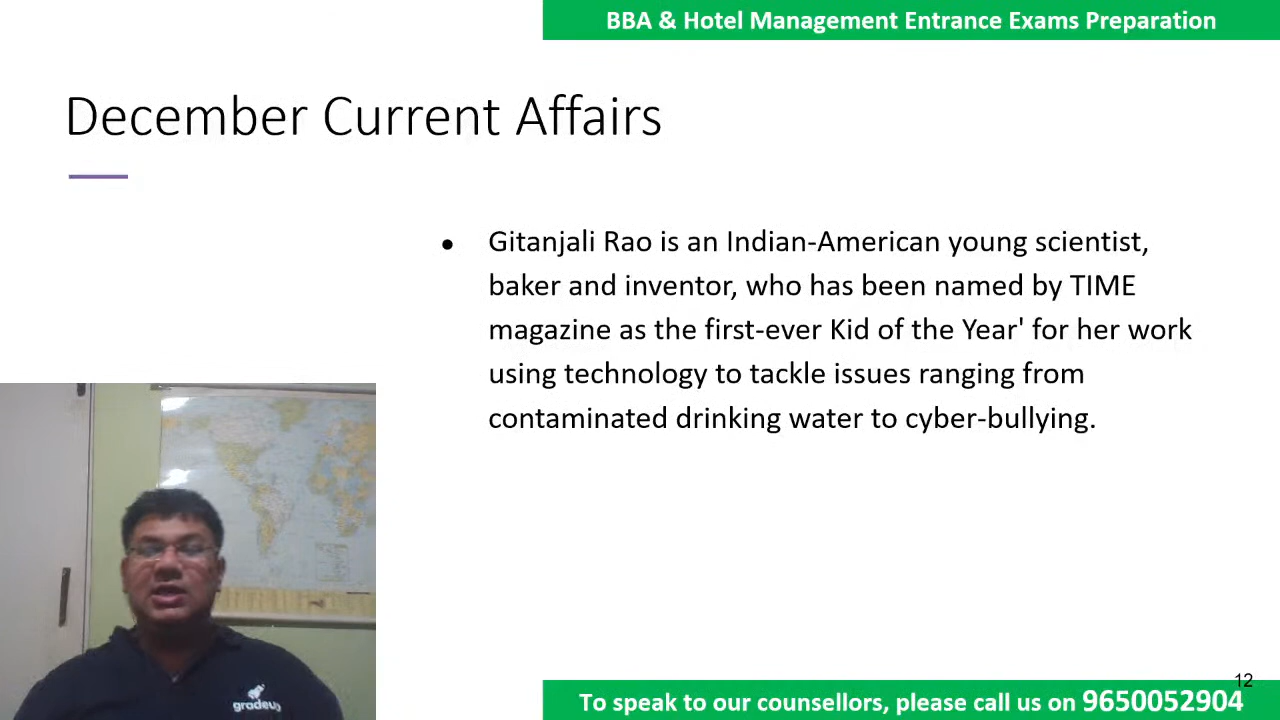 BBA & Hotel Management Entrance Exams Preparation
December Current Affairs
• Gitanjali Rao is an Indian-American young scientist,
baker and inventor, who has been named by TIME
magazine as the first-ever Kid of the Year' for her work
using technology to tackle issues ranging from
contaminated drinking water to cyber-bullying.
gradeup
12
To speak to our counsellors, please call us on 9650052904